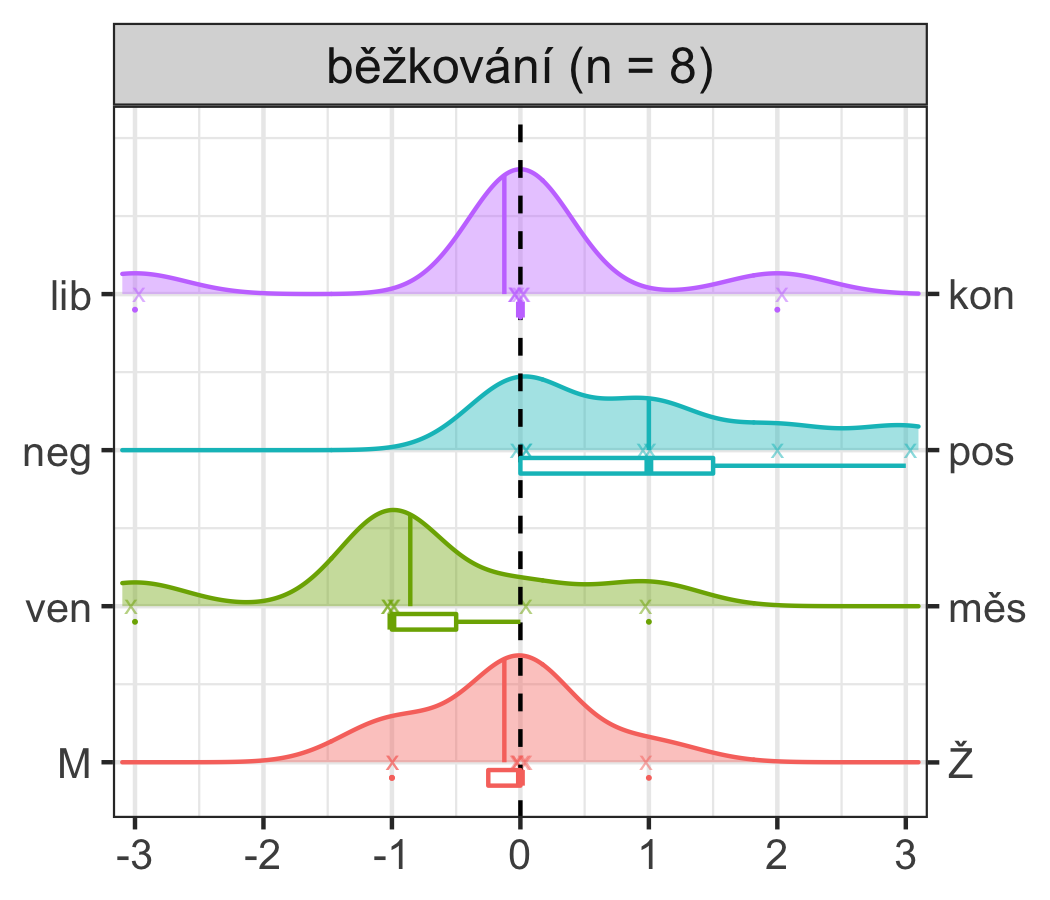 běžkování (n = 8)
lib kon
neg pos
ven měs
M Ž
-3 -2 -1 0 1 2 3